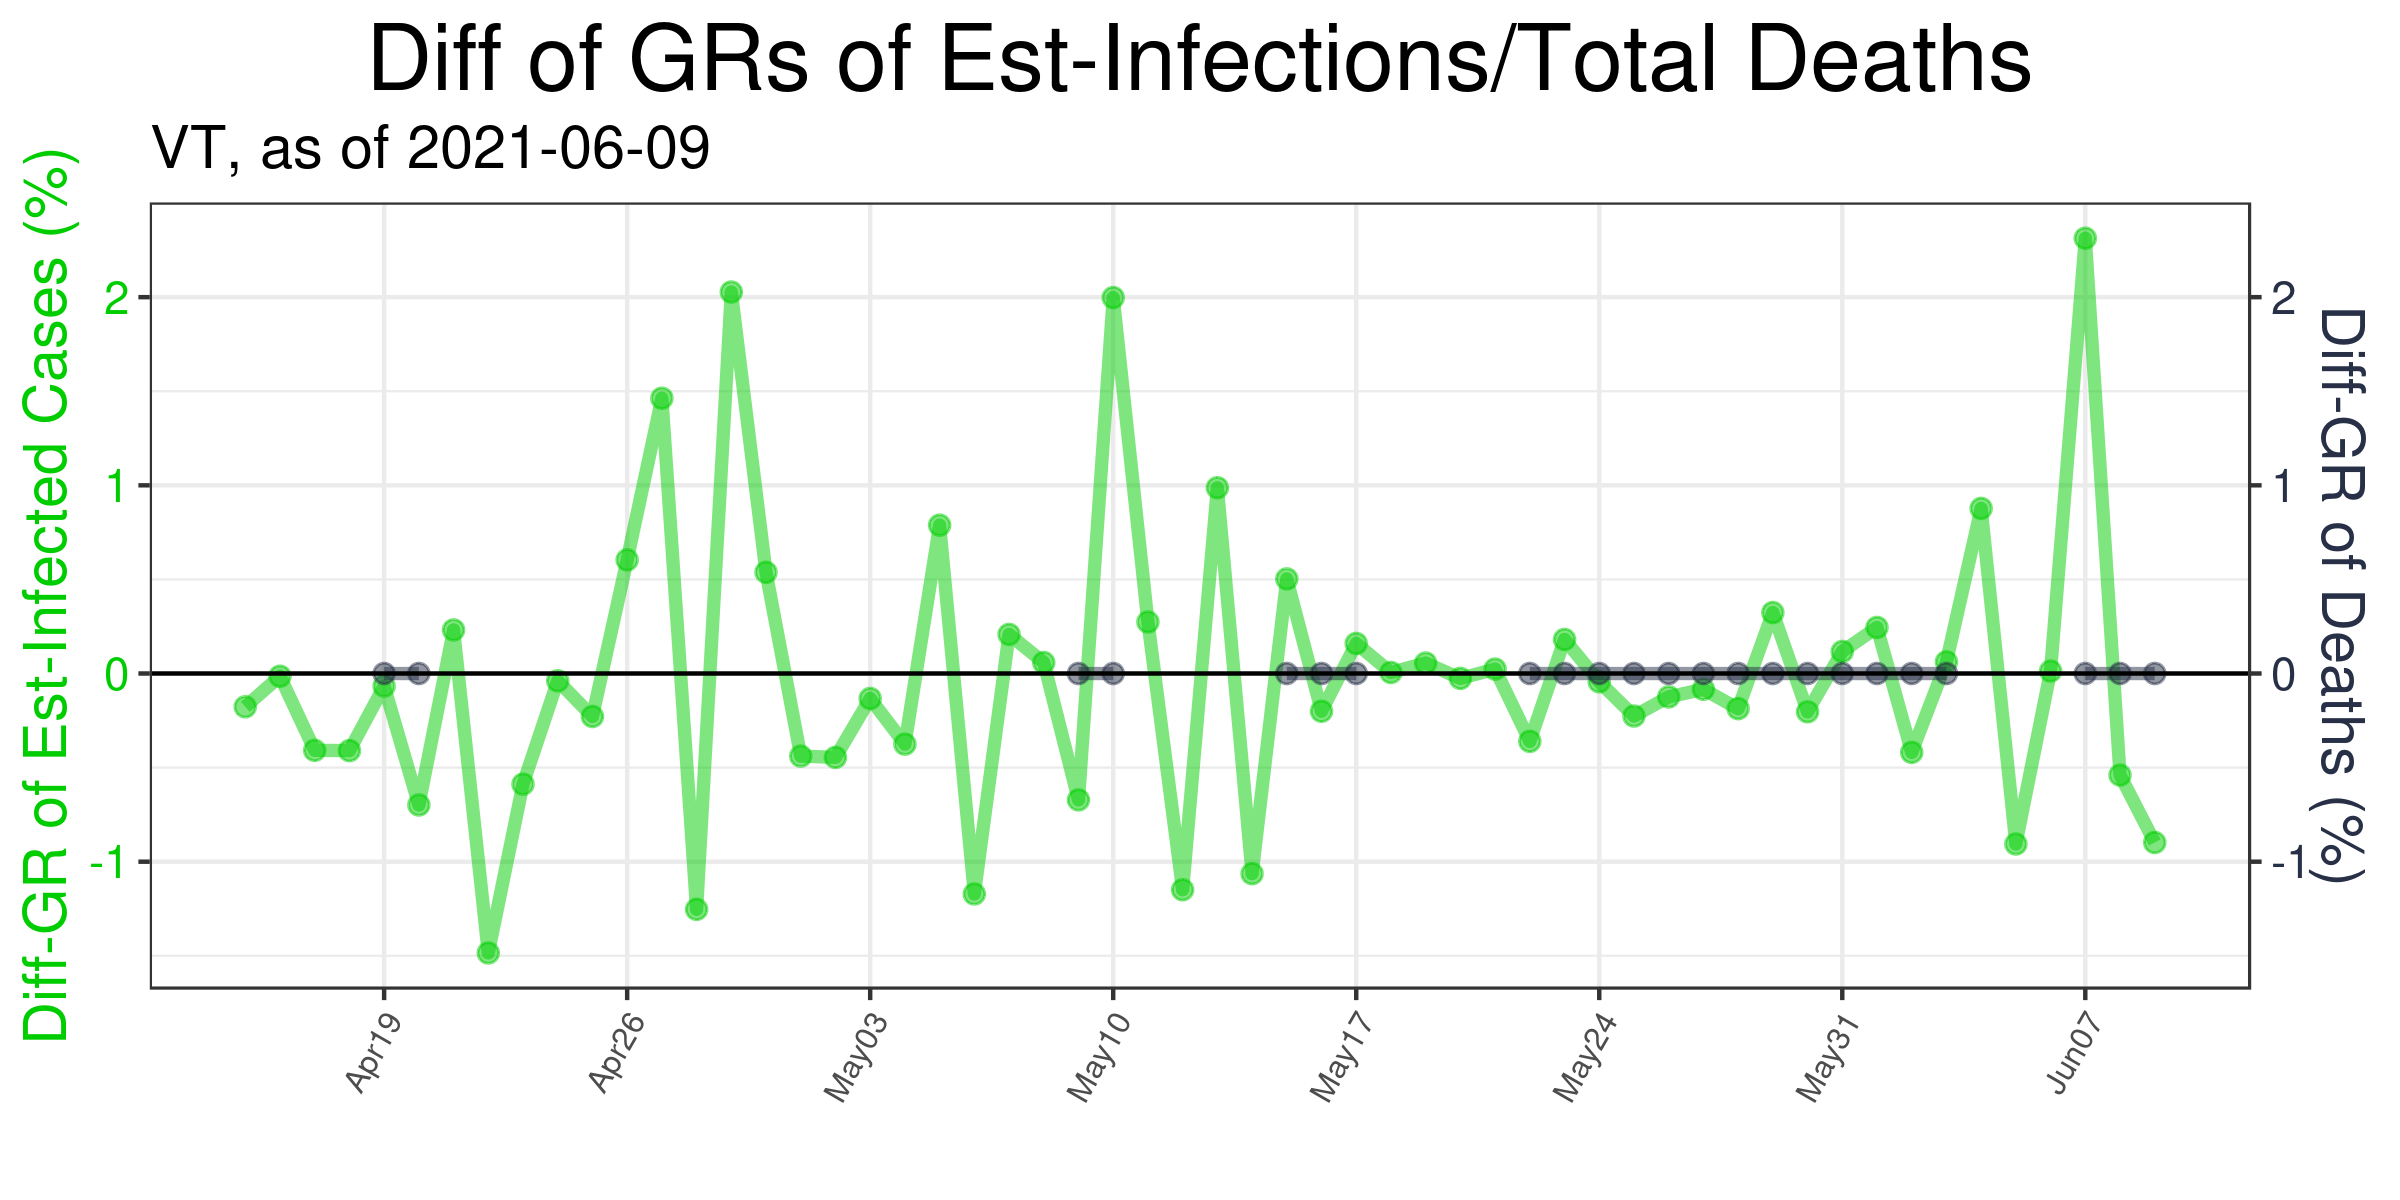 Diff of GRs of Est-Infections/Total Deaths
VT, as of 2021-06-09
Diff-GR of Est-Infected Cases (%)
2
1
0
-1
2
1
0
-1
Diff-GR of Deaths (%)
Apr19
Apr26
May03
May10
May17
May24
May31
Jun07